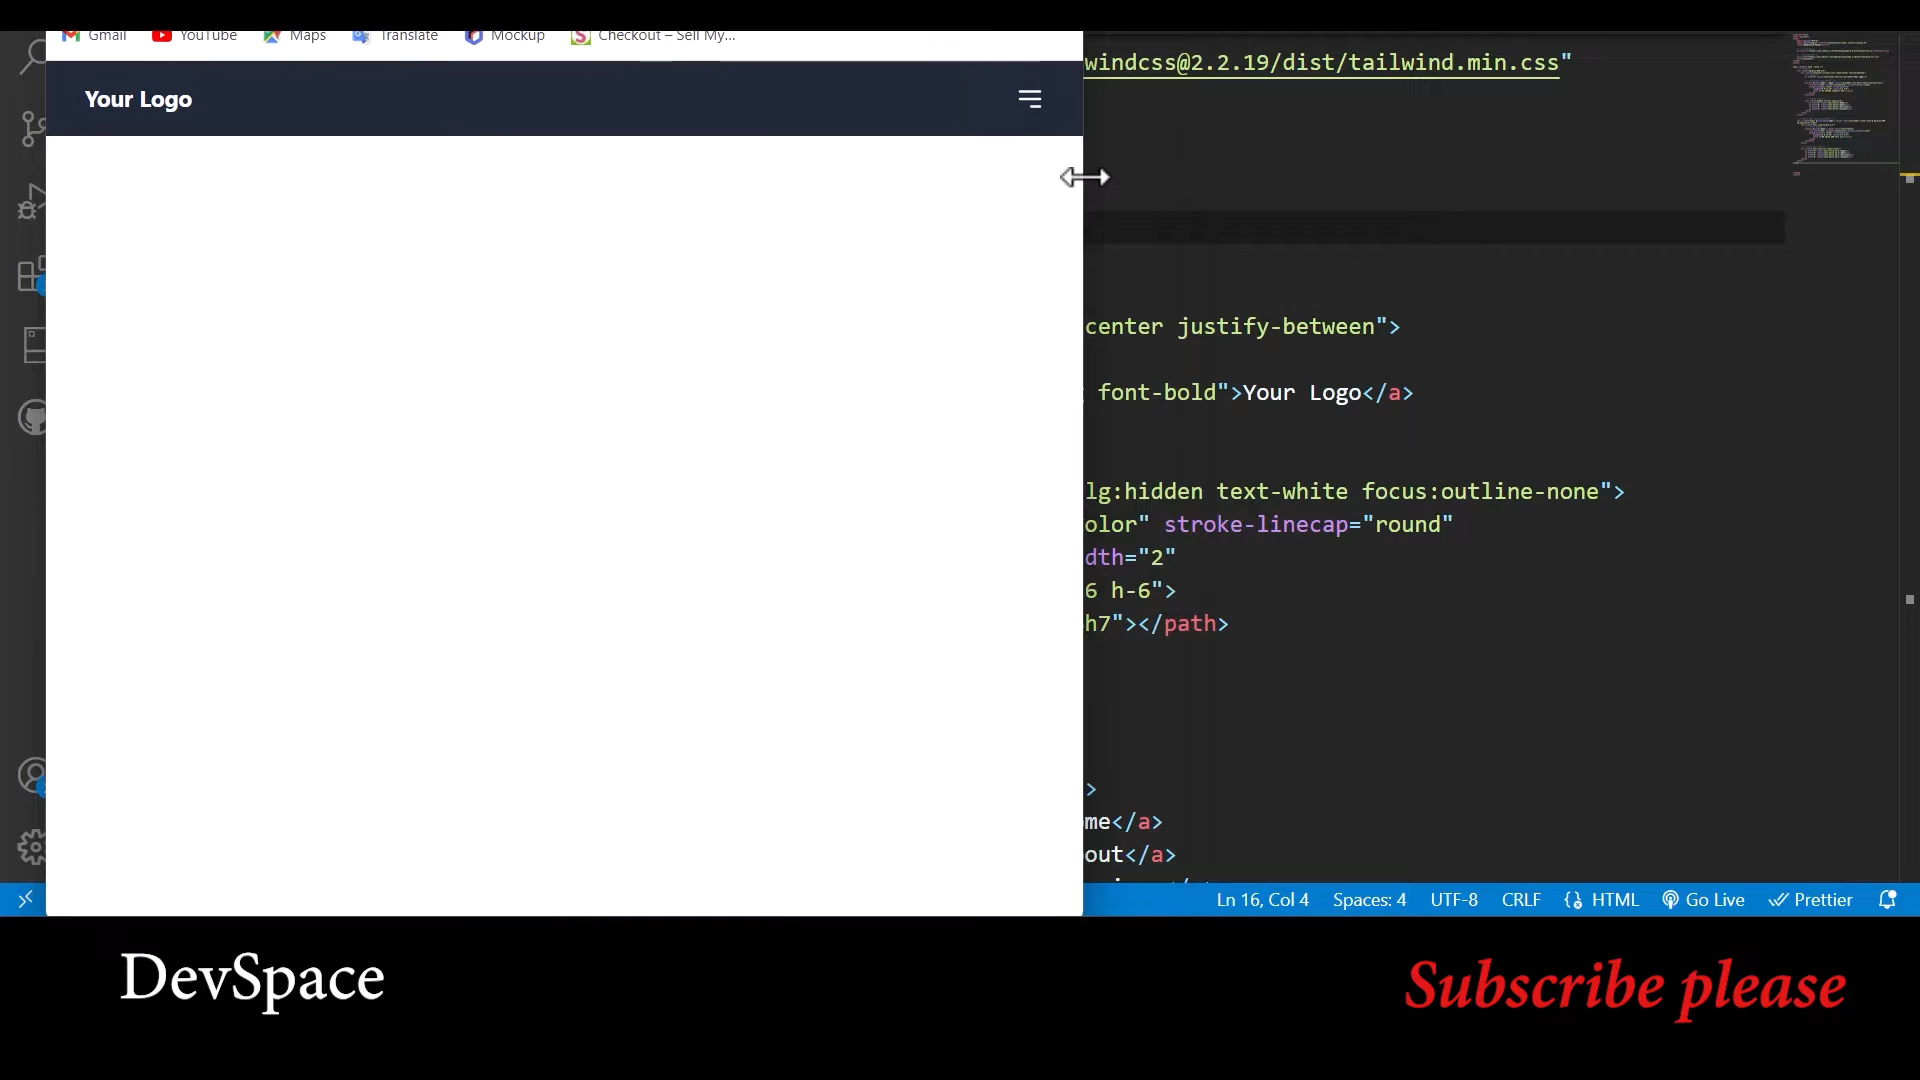 Gmail YouTube Maps Translate Mockup Checkout – Sell My...
windcss@2.2.19/dist/tailwind.min.css"
Your Logo
center justify-between">
font-bold">Your Logo</a>
lg:hidden text-white focus:outline-none">
olor" stroke-linecap="round"
dth="2"
6 h-6">
h7"></path>
>
me</a>
out</a>
Ln 16, Col 4 Spaces: 4 UTF-8 CRLF HTML Go Live Prettier
DevSpace
Subscribe please